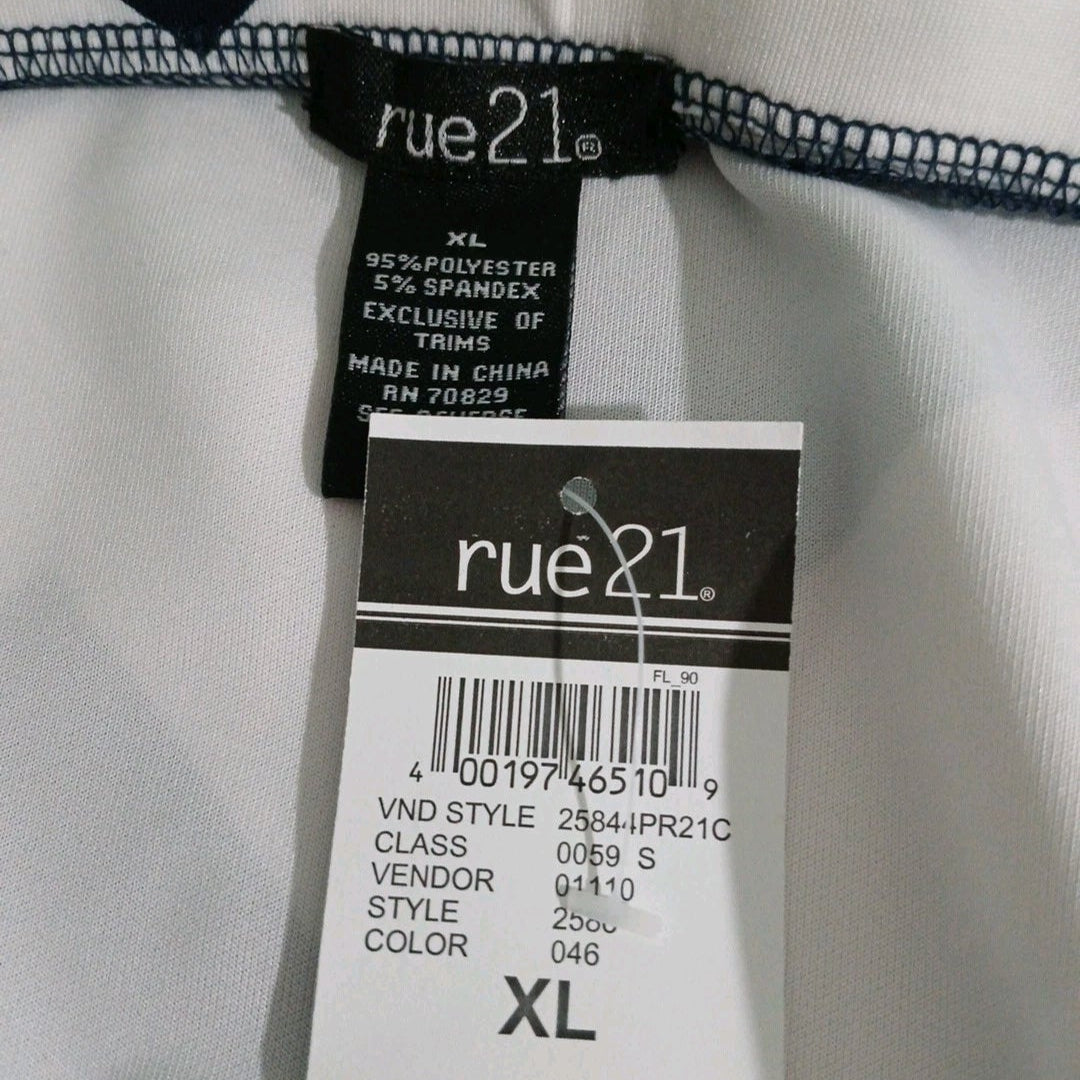 rue21®
XL
95% POLYESTER
5% SPANDEX
EXCLUSIVE OF
TRIMS
MADE IN CHINA
RN 70829
rue21®
FL_90
4 00197 46510 9
VND STYLE 25844PR21C
CLASS 0059 S
VENDOR 01110
STYLE
COLOR 046
XL